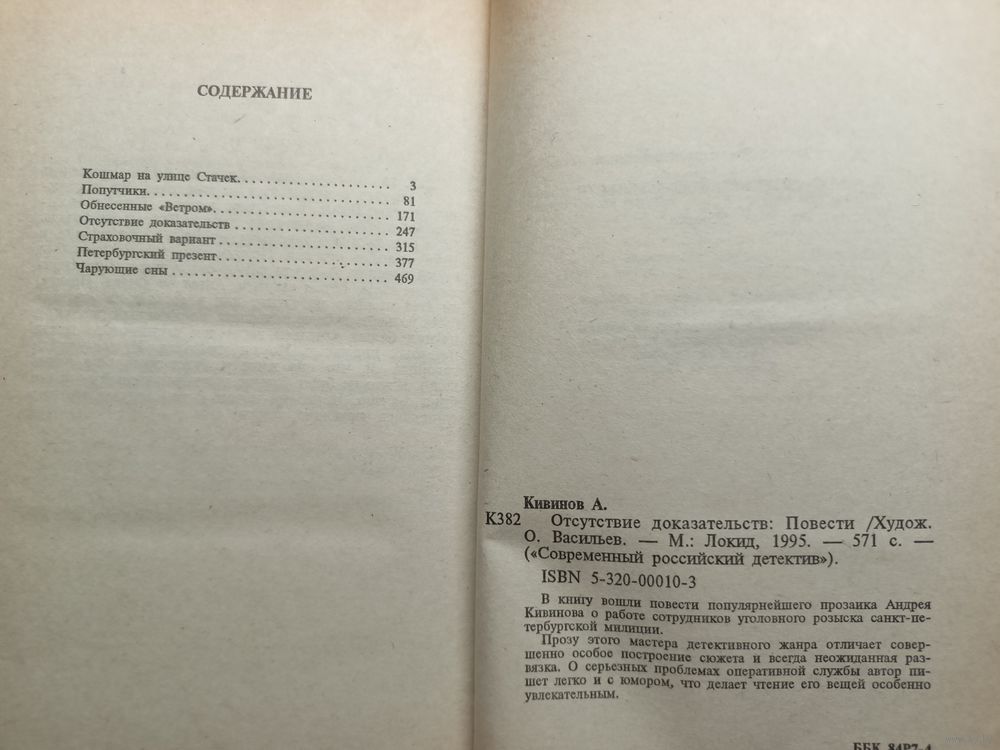 СОДЕРЖАНИЕ
Кошмар на улице Стачек. . . . . . . . . . . . . . . . . . . . 3
Попутчики. . . . . . . . . . . . . . . . . . . . . . . . . . . . . . . 81
Обнесенные «Ветром». . . . . . . . . . . . . . . . . . . . . . . 171
Отсутствие доказательств . . . . . . . . . . . . . . . . . . . . 247
Страховочный вариант . . . . . . . . . . . . . . . . . . . . . . 315
Петербургский презент. . . . . . . . . . . . . . . . . . . . . . 377
Чарующие сны . . . . . . . . . . . . . . . . . . . . . . . . . . . . 469
Кивинов А.
К382 Отсутствие доказательств: Повести /Худож.
О. Васильев. — М.: Локид, 1995. — 571 с. —
(«Современный российский детектив»).
ISBN 5-320-00010-3
В книгу вошли повести популярнейшего прозаика Андрея
Кивинова о работе сотрудников уголовного розыска санкт-пе-
тербургской милиции.
Прозу этого мастера детективного жанра отличает совер-
шенно особое построение сюжета и всегда неожиданная раз-
вязка. О серьезных проблемах оперативной службы автор пи-
шет легко и с юмором, что делает чтение его вещей особенно
увлекательным.
ББК 84Р7-4